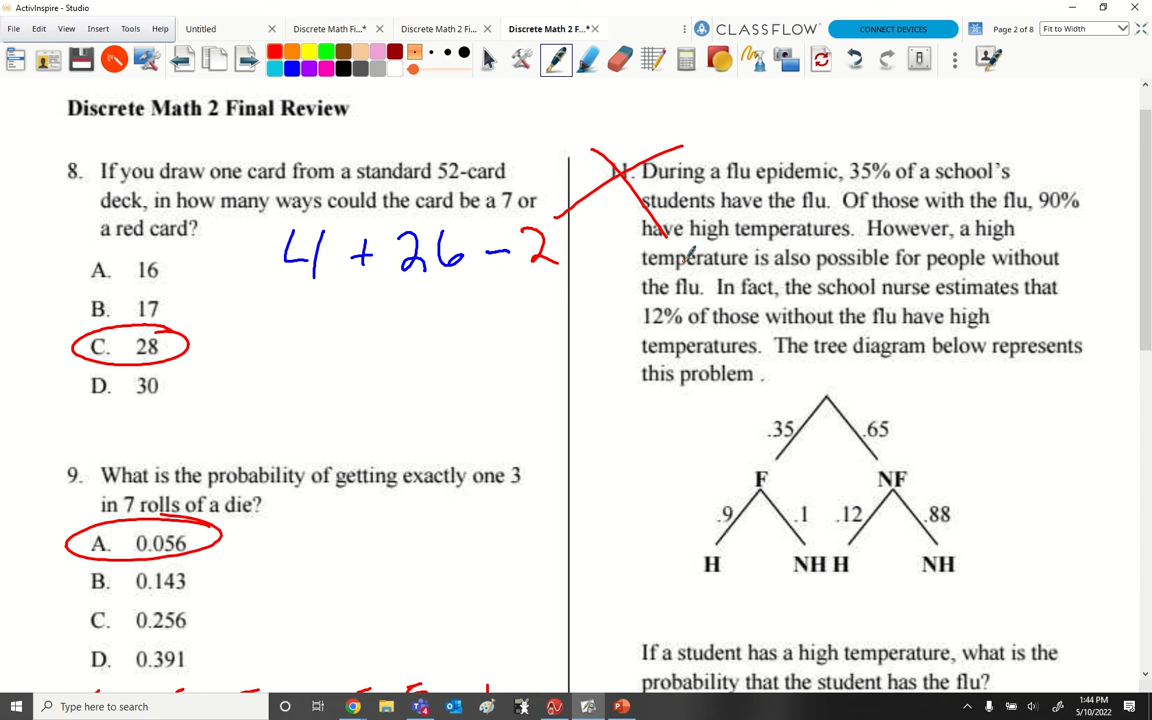 ActivInspire - Studio
File Edit View Insert Tools Help
Untitled
Discrete Math Fi...*
Discrete Math 2 Fi...
Discrete Math 2 F...*
CLASSFLOW
CONNECT DEVICES
Page 2 of 8
Fit to Width
Discrete Math 2 Final Review
8. If you draw one card from a standard 52-card
deck, in how many ways could the card be a 7 or
a red card?
4 + 26 - 2
A. 16
B. 17
C. 28
D. 30
9. What is the probability of getting exactly one 3
in 7 rolls of a die?
A. 0.056
B. 0.143
C. 0.256
D. 0.391
11. During a flu epidemic, 35% of a school's
students have the flu. Of those with the flu, 90%
have high temperatures. However, a high
temperature is also possible for people without
the flu. In fact, the school nurse estimates that
12% of those without the flu have high
temperatures. The tree diagram below represents
this problem .
.35 .65
F NF
.9 .1 .12 .88
H NH H NH
If a student has a high temperature, what is the
probability that the student has the flu?
Type here to search
1:44 PM
5/10/2022